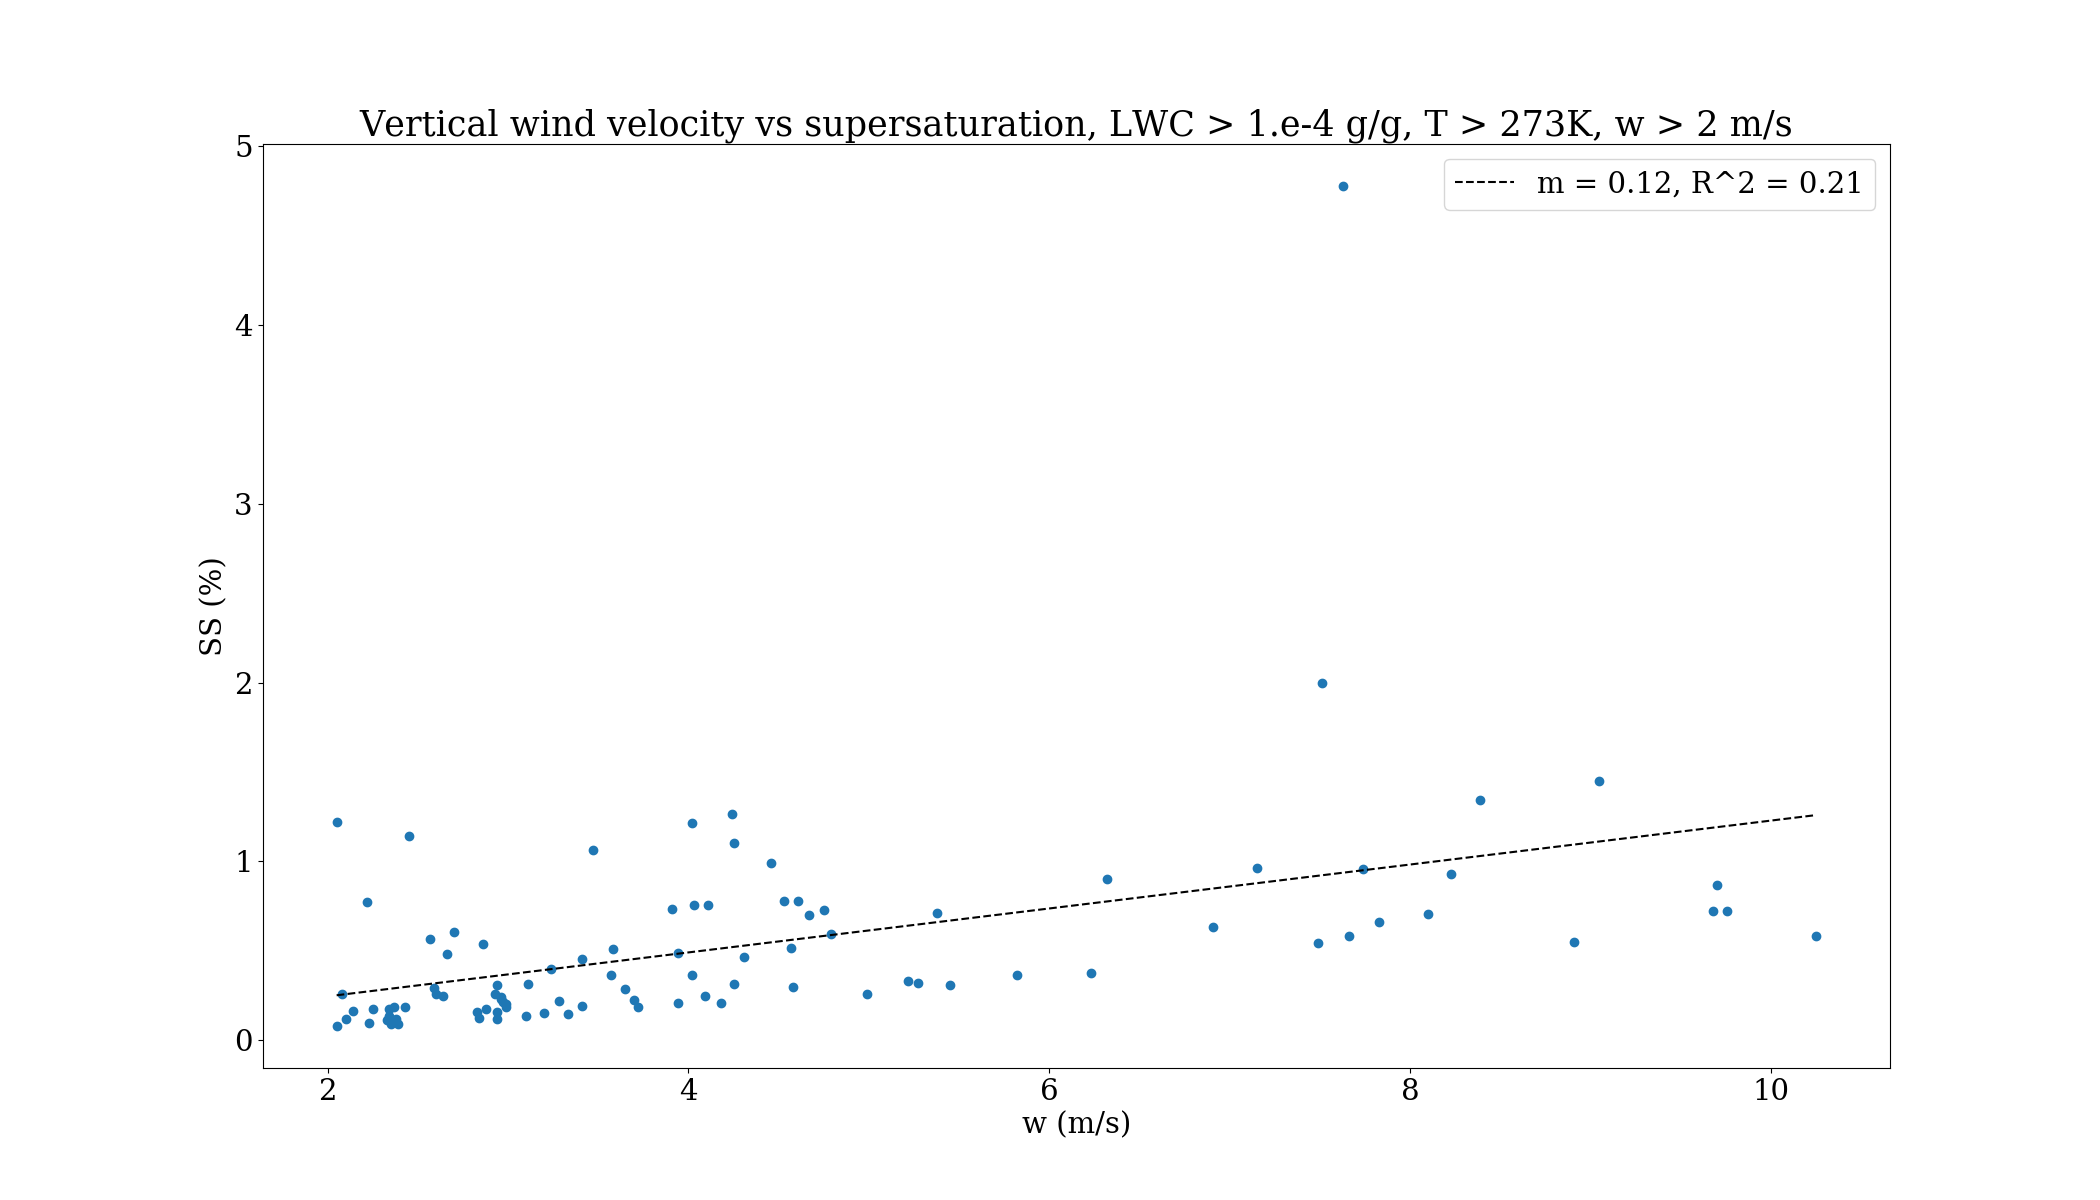 Vertical wind velocity vs supersaturation, LWC > 1.e-4 g/g, T > 273K, w > 2 m/s
m = 0.12, R^2 = 0.21
5
4
3
2
1
0
SS (%)
2 4 6 8 10
w (m/s)